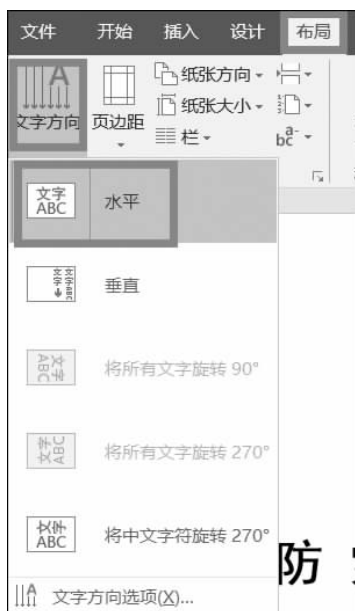 文件 开始 插入 设计 布局
文字方向 页边距 纸张方向
纸张大小
栏
文字 ABC 水平
垂直
将所有文字旋转 90°
将所有文字旋转 270°
将中文字符旋转 270°
文字方向选项(X)...
防